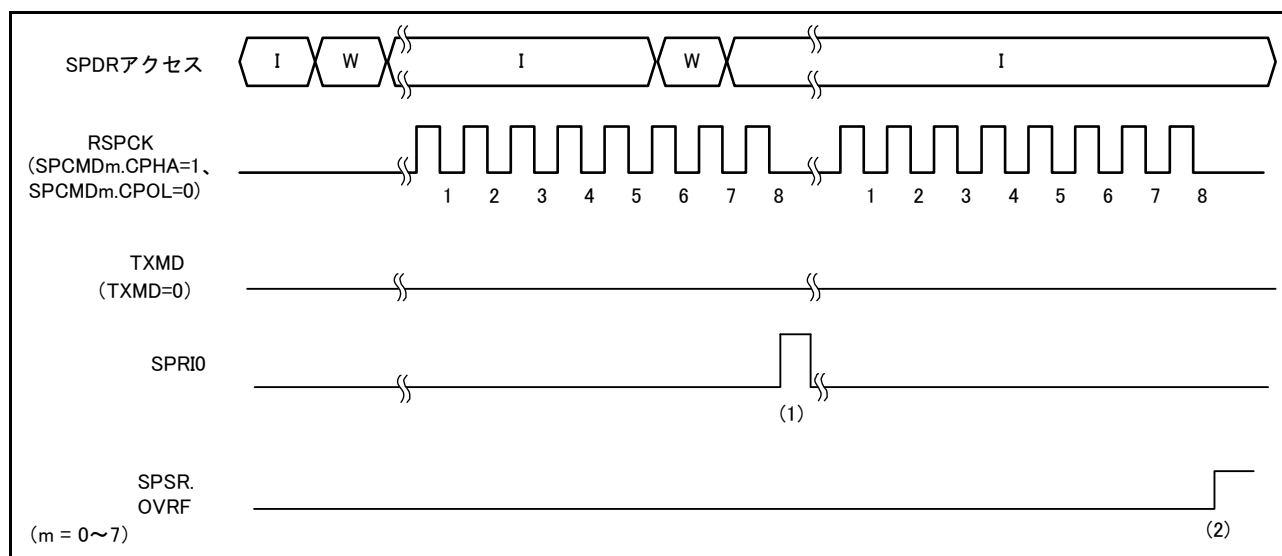 SPDRアクセス
I W I W I
RSPCK
(SPCMDm.CPHA=1、
SPCMDm.CPOL=0)
1 2 3 4 5 6 7 8 1 2 3 4 5 6 7 8
TXMD
(TXMD=0)
SPRI0
(1)
SPSR.
OVRF
(m = 0～7)
(2)